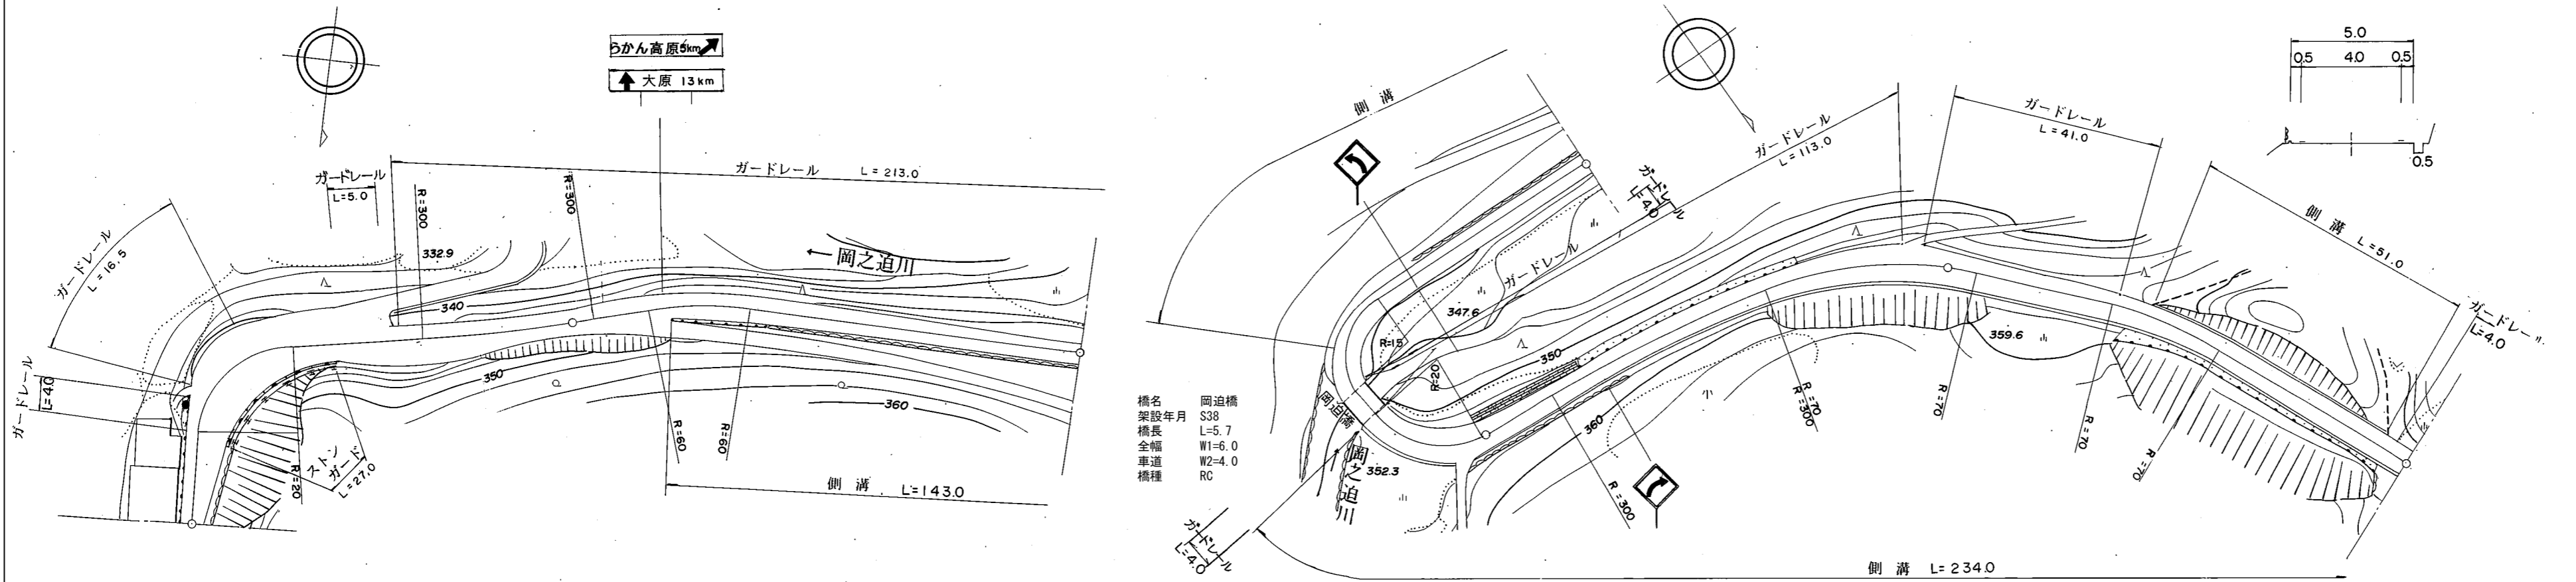 らかん高原5km
大原 13km
ガードレール
L=5.0
ガードレール L=213.0
R=300
R=300
ガードレール
L=16.5
332.9
←岡之迫川
340
ガードレール
L=4.0
350
360
R=20
ストンガード
L=27.0
R=60
R=60
側溝 L=143.0
側溝
ガードレール
L=4.0
ガードレール
L=113.0
ガードレール
L=41.0
5.0
0.5 4.0 0.5
0.5
側溝 L=51.0
ガードレール
L=4.0
ガードレール
347.6
R=15
R=20
350
359.6
R=70
R=300
R=70
R=70
R=70
360
岡迫橋
岡之迫川
352.3
R=300
橋名 岡迫橋
架設年月 S38
橋長 L=5.7
全幅 W1=6.0
車道 W2=4.0
橋種 RC
ガードレール
L=4.0
側溝 L=234.0